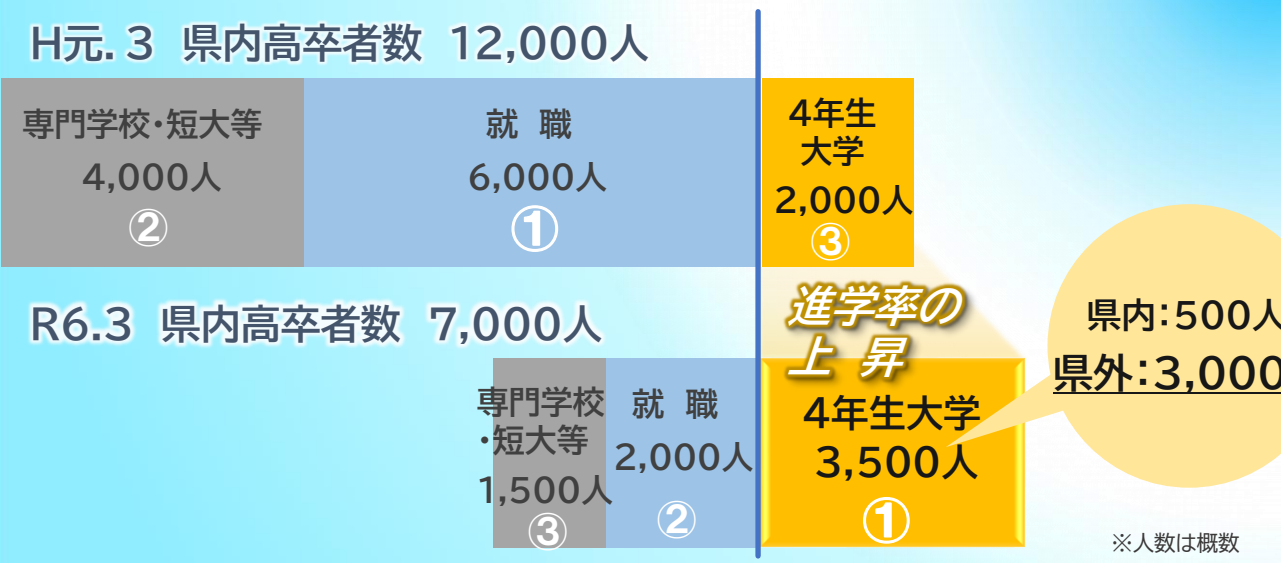 H元.3 県内高卒者数 12,000人
専門学校・短大等
4,000人
②
就 職
6,000人
①
4年生
大学
2,000人
③
R6.3 県内高卒者数 7,000人
進学率の
上 昇
専門学校
・短大等
1,500人
③
就 職
2,000人
②
4年生大学
3,500人
①
県内:500人
県外:3,000
※人数は概数